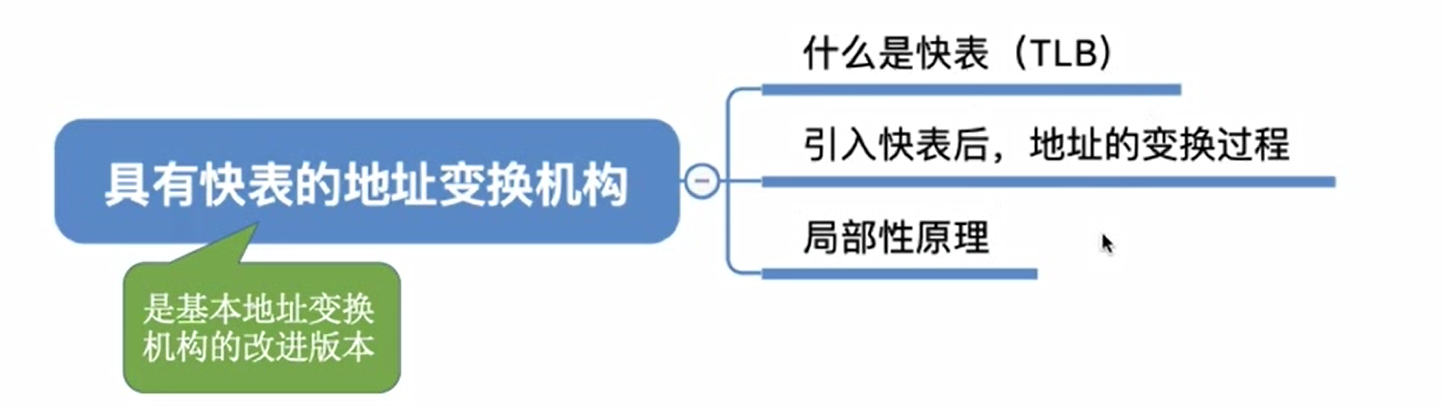 什么是快表（TLB）
引入快表后，地址的变换过程
具有快表的地址变换机构
局部性原理
是基本地址变换
机构的改进版本